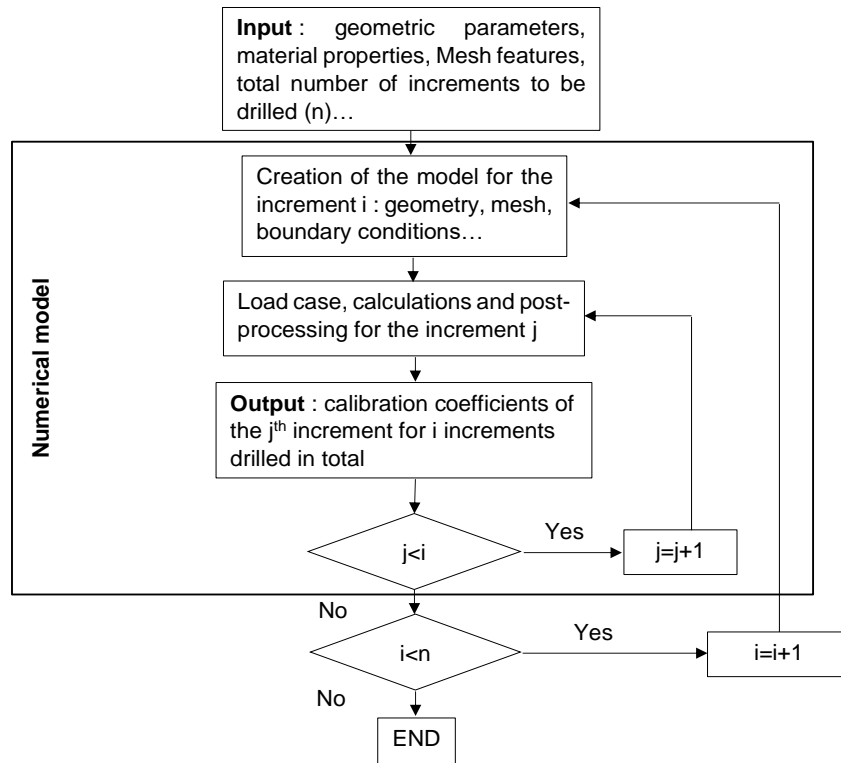 Input : geometric parameters,
material properties, Mesh features,
total number of increments to be
drilled (n)…
Creation of the model for the
increment i : geometry, mesh,
boundary conditions…
Numerical model
Load case, calculations and post-
processing for the increment j
Output : calibration coefficients of
the jth increment for i increments
drilled in total
j<i
Yes
j=j+1
No
i<n
Yes
i=i+1
No
END